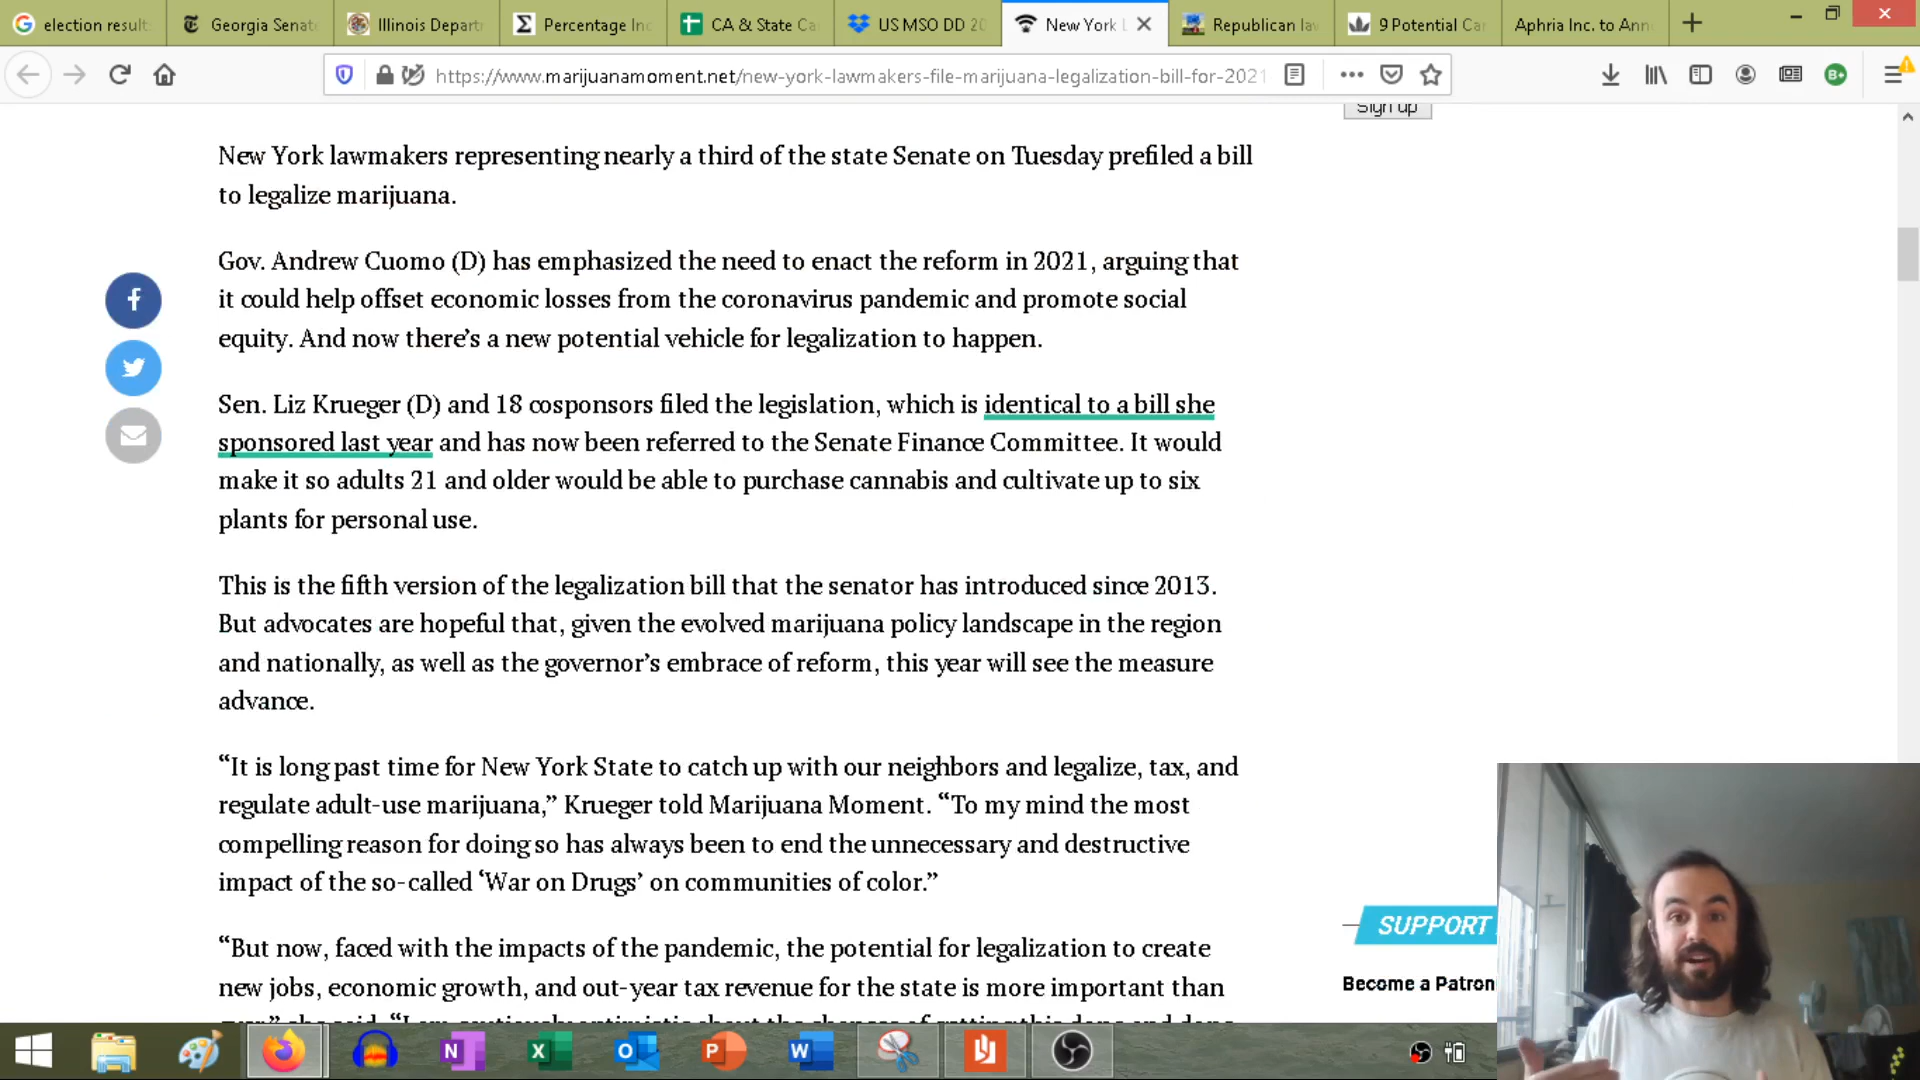 election result
Georgia Senat
Illinois Depart
Percentage Inc
CA & State Ca
US MSO DD 20
New York L
Republican la
9 Potential Ca
Aphria Inc. to Ann
https://www.marijuanamoment.net/new-york-lawmakers-file-marijuana-legalization-bill-for-2021
Sign up
New York lawmakers representing nearly a third of the state Senate on Tuesday prefiled a bill
to legalize marijuana.
Gov. Andrew Cuomo (D) has emphasized the need to enact the reform in 2021, arguing that
it could help offset economic losses from the coronavirus pandemic and promote social
equity. And now there’s a new potential vehicle for legalization to happen.
Sen. Liz Krueger (D) and 18 cosponsors filed the legislation, which is identical to a bill she
sponsored last year and has now been referred to the Senate Finance Committee. It would
make it so adults 21 and older would be able to purchase cannabis and cultivate up to six
plants for personal use.
This is the fifth version of the legalization bill that the senator has introduced since 2013.
But advocates are hopeful that, given the evolved marijuana policy landscape in the region
and nationally, as well as the governor’s embrace of reform, this year will see the measure
advance.
“It is long past time for New York State to catch up with our neighbors and legalize, tax, and
regulate adult-use marijuana,” Krueger told Marijuana Moment. “To my mind the most
compelling reason for doing so has always been to end the unnecessary and destructive
impact of the so-called ‘War on Drugs’ on communities of color.”
“But now, faced with the impacts of the pandemic, the potential for legalization to create
new jobs, economic growth, and out-year tax revenue for the state is more important than
SUPPORT
Become a Patron